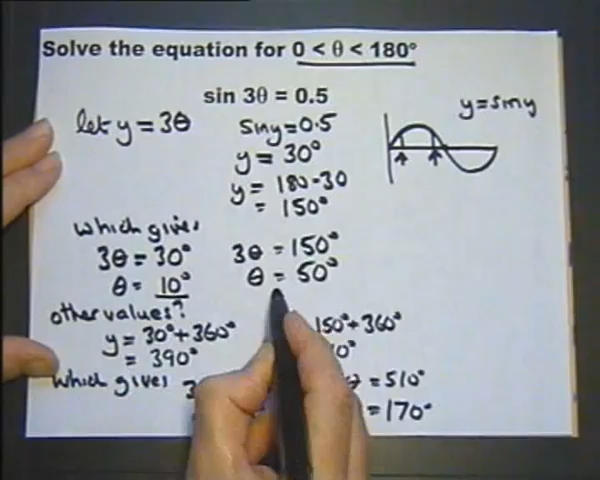 Solve the equation for 0 < θ < 180°
sin 3θ = 0.5
let y = 3θ
sin y = 0.5
y = 30°
y = 180-30
= 150°
y = sin y
which gives
3θ = 30°
θ = 10°
3θ = 150°
θ = 50°
other values?
y = 30° + 360°
= 390°
150° + 360°
0°
which gives 3
= 510°
= 170°